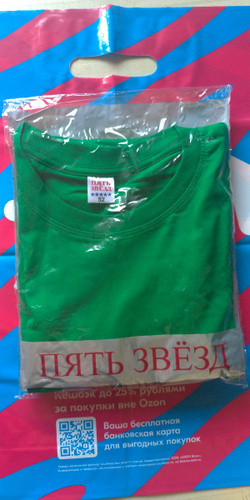 ПЯТЬ
ЗВЁЗД
★★★★★
52
ПЯТЬ ЗВЁЗД
Кешбэк до 25% рублями
за покупки вне Ozon
Ваша бесплатная
банковская карта
для выгодных покупок